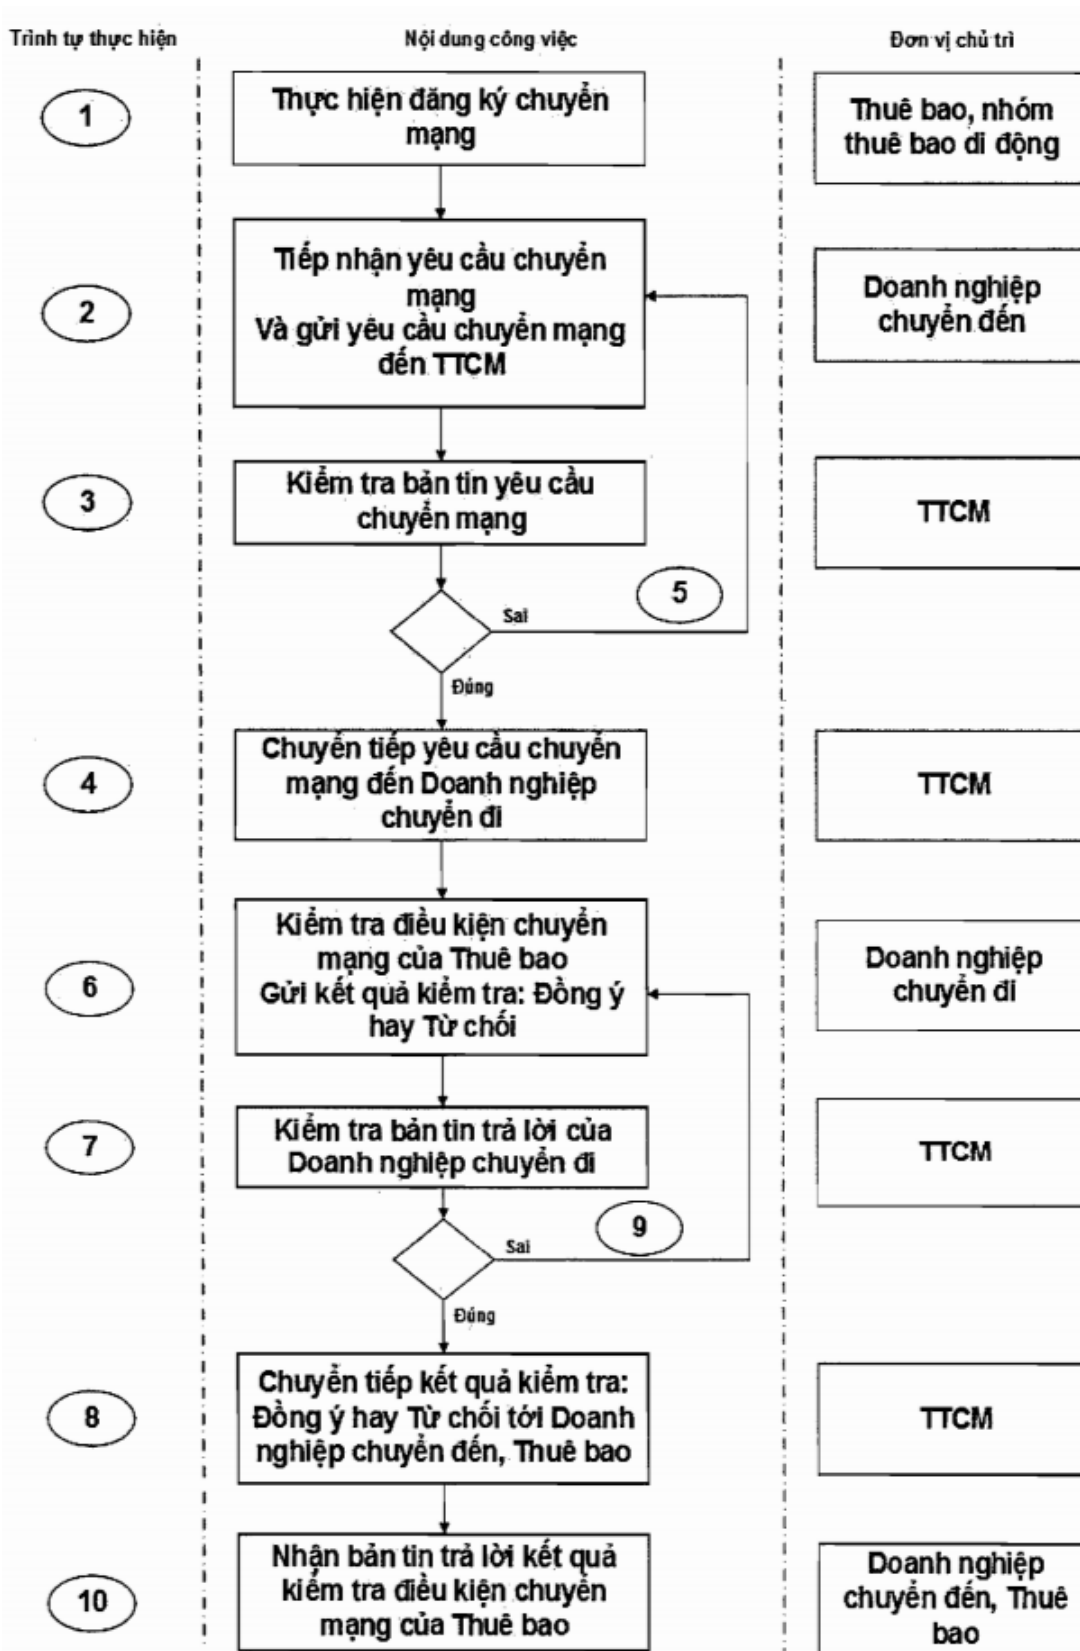 Trình tự thực hiện
Nội dung công việc
Đơn vị chủ trì
1
Thực hiện đăng ký chuyển
mạng
Thuê bao, nhóm
thuê bao di động
2
Tiếp nhận yêu cầu chuyển
mạng
Và gửi yêu cầu chuyển mạng
đến TTCM
Doanh nghiệp
chuyển đến
3
Kiểm tra bản tin yêu cầu
chuyển mạng
TTCM
5
Sai
Đúng
4
Chuyển tiếp yêu cầu chuyển
mạng đến Doanh nghiệp
chuyển đi
TTCM
6
Kiểm tra điều kiện chuyển
mạng của Thuê bao
Gửi kết quả kiểm tra: Đồng ý
hay Từ chối
Doanh nghiệp
chuyển đi
7
Kiểm tra bản tin trả lời của
Doanh nghiệp chuyển đi
TTCM
9
Sai
Đúng
8
Chuyển tiếp kết quả kiểm tra:
Đồng ý hay Từ chối tới Doanh
nghiệp chuyển đến, Thuê bao
TTCM
10
Nhận bản tin trả lời kết quả
kiểm tra điều kiện chuyển
mạng của Thuê bao
Doanh nghiệp
chuyển đến, Thuê
bao